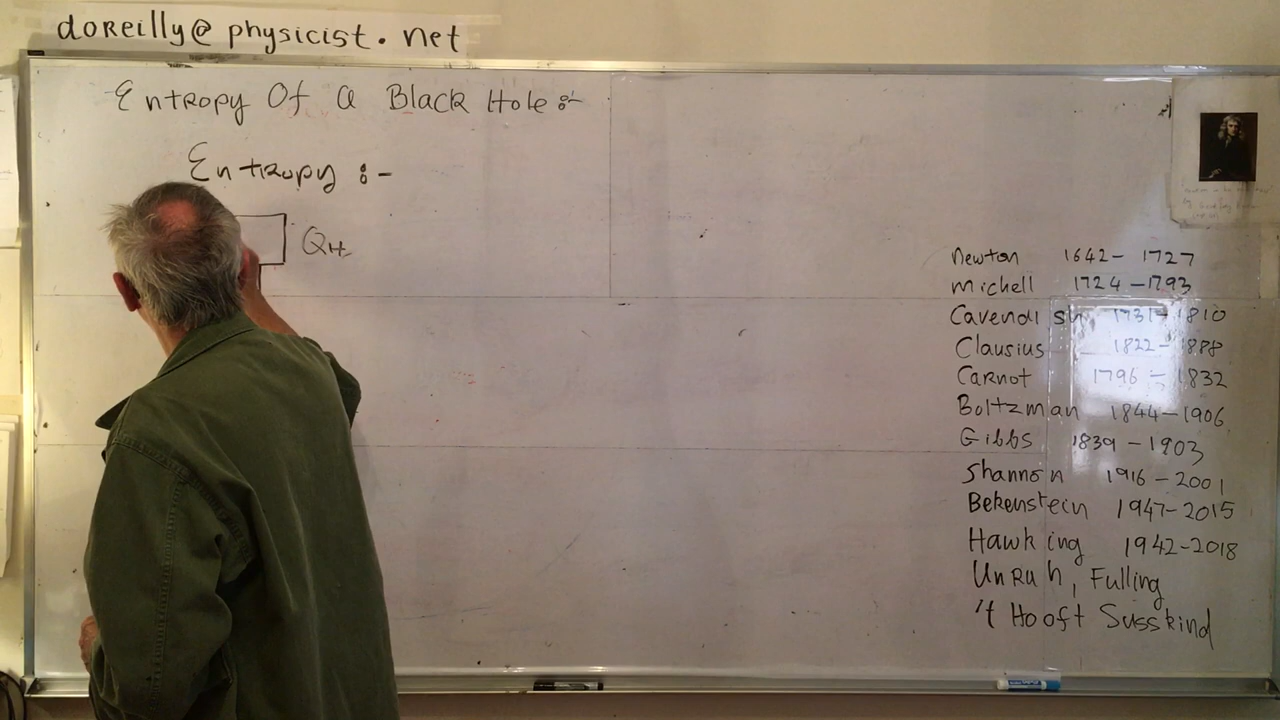 doReilly@physicist.net
Entropy Of a Black Hole :-
Entropy :-
QH
Newton 1642 - 1727
Michell 1724 - 1793
Cavendish 1731 - 1810
Clausius 1822 - 1888
Carnot 1796 - 1832
Boltzman 1844 - 1906
Gibbs 1839 - 1903
Shannon 1916 - 2001
Bekenstein 1947 - 2015
Hawking 1942 - 2018
Unruh, Fulling
't Hooft Susskind